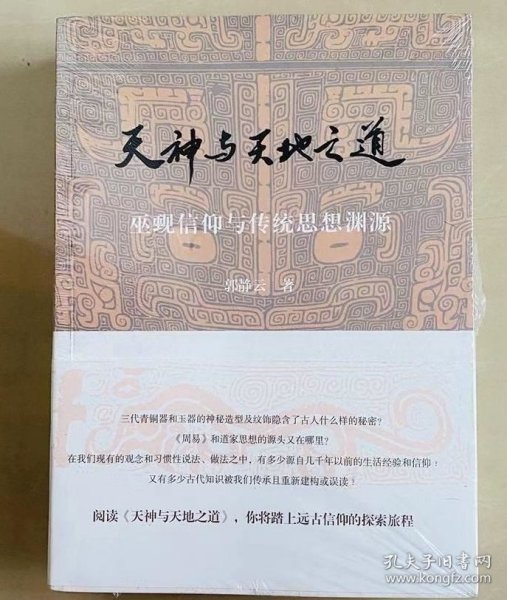 天神与天地之道
巫觋信仰与传统思想渊源
郭静云 著
三代青铜器和玉器的神秘造型及纹饰隐含了古人什么样的秘密?
《周易》和道家思想的源头又在哪里?
在我们现有的观念和习惯性说法、做法之中,有多少源自几千年以前的生活经验和信仰?
又有多少古代知识被我们传承且重新建构或误读?
阅读《天神与天地之道》,你将踏上远古信仰的探索旅程
孔夫子旧书网
www.kongfz.com